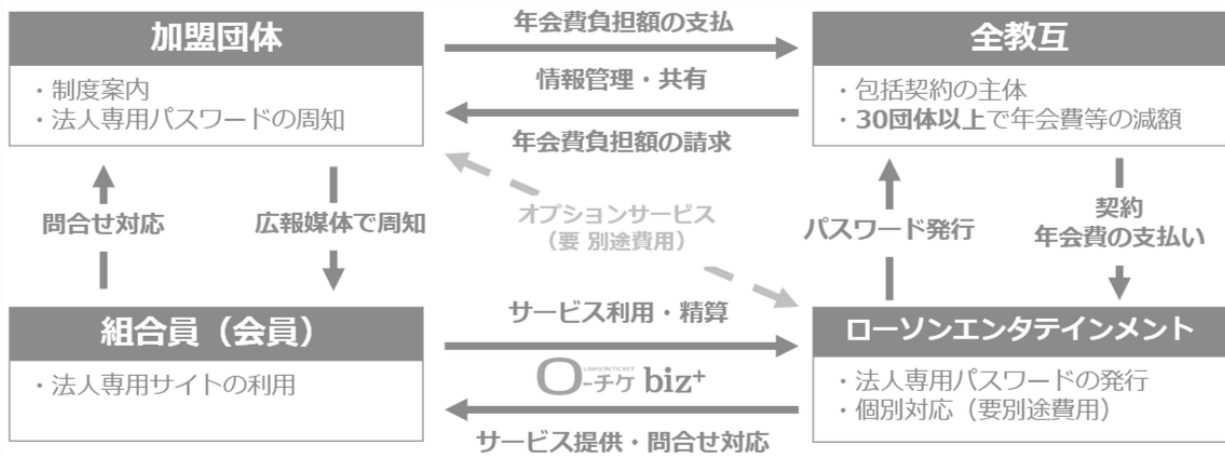 加盟団体
・制度案内
・法人専用パスワードの周知
年会費負担額の支払
情報管理・共有
年会費負担額の請求
全教互
・包括契約の主体
・30団体以上で年会費等の減額
問合せ対応
広報媒体で周知
オプションサービス
（要 別途費用）
パスワード発行
契約
年会費の支払い
組合員（会員）
・法人専用サイトの利用
サービス利用・精算
LAWSON TICKET
ローチケ biz+
サービス提供・問合せ対応
ローソンエンタテインメント
・法人専用パスワードの発行
・個別対応（要別途費用）